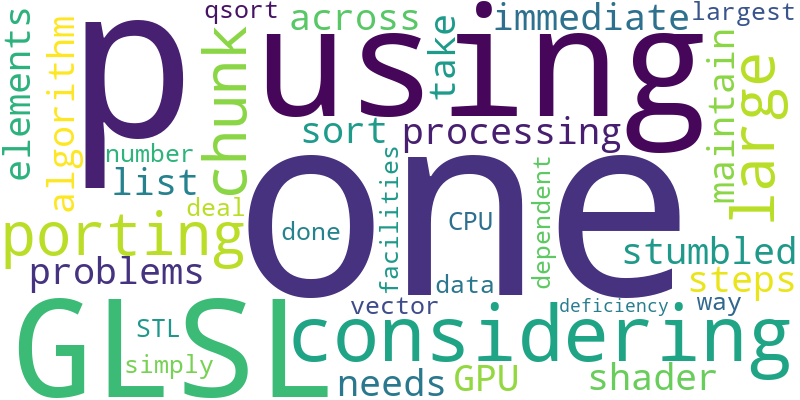 qsort
across
immediate
largest
elements
algorithm
p
chunk
using
take
maintain
large
sort
processing
number
list
one
facilities
dependent
deal
done
CPU
porting
stumbled
problems
data
steps
GLSL
STL
vector
deficiency
way
considering
simply
needs
GPU
shader